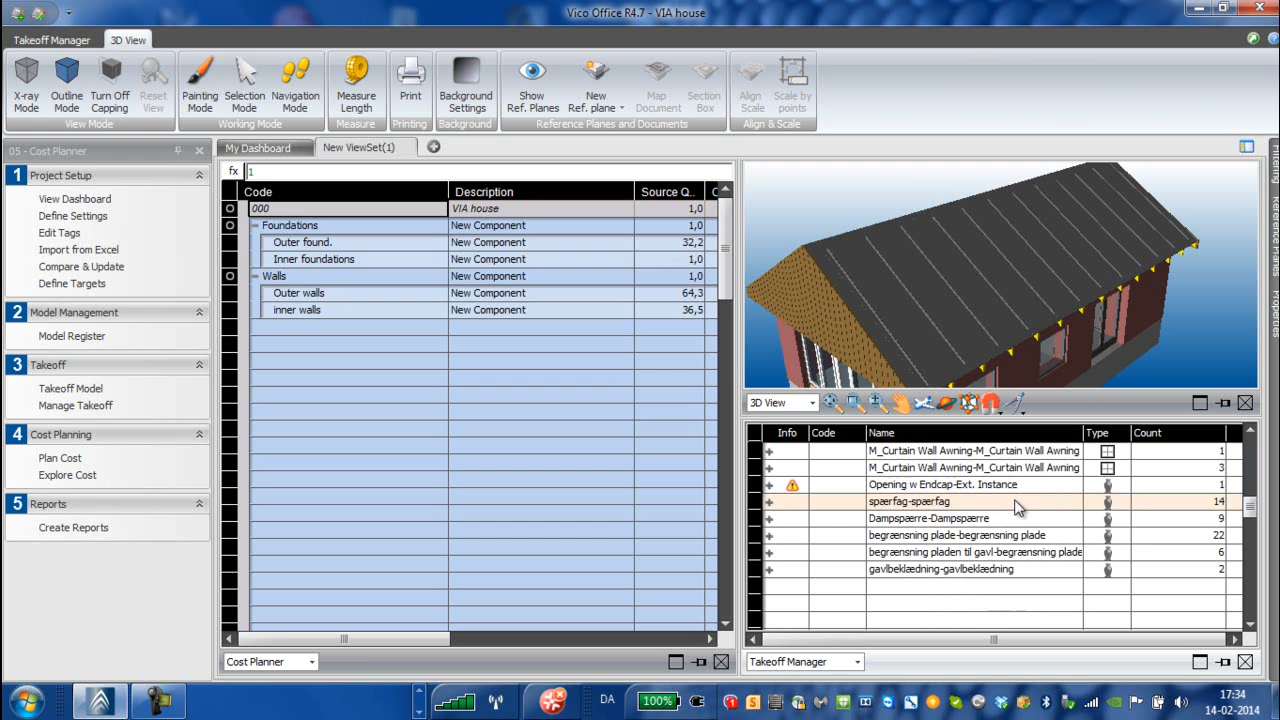 Vico Office R4.7 - VIA house
Takeoff Manager
3D View
X-ray Mode
Outline Mode
Turn Off Capping
Reset View
View Mode
Painting Mode
Selection Mode
Navigation Mode
Working Mode
Measure Length
Measure
Print
Printing
Background Settings
Background
Show Ref. Planes
New Ref. plane
Map Document
Section Box
Reference Planes and Documents
Align Scale
Scale by points
Align & Scale
05 - Cost Planner
1 Project Setup
View Dashboard
Define Settings
Edit Tags
Import from Excel
Compare & Update
Define Targets
2 Model Management
Model Register
3 Takeoff
Takeoff Model
Manage Takeoff
4 Cost Planning
Plan Cost
Explore Cost
5 Reports
Create Reports
My Dashboard
New ViewSet(1)
fx 1
Code Description Source Q..
000 VIA house 1,0
Foundations New Component 1,0
Outer found. New Component 32,2
Inner foundations New Component 1,0
Walls New Component 1,0
Outer walls New Component 64,3
inner walls New Component 36,5
Cost Planner
3D View
Info Code Name Type Count
M_Curtain Wall Awning-M_Curtain Wall Awning 1
M_Curtain Wall Awning-M_Curtain Wall Awning 3
Opening w Endcap-Ext. Instance 1
spærfag-spærfag 14
Dampspærre-Dampspærre 9
begrænsning plade-begrænsning plade 22
begrænsning pladen til gavl-begrænsning plade 6
gavlbeklædning-gavlbeklædning 2
Takeoff Manager
Reference Planes
Properties
DA
100%
17:34
14-02-2014